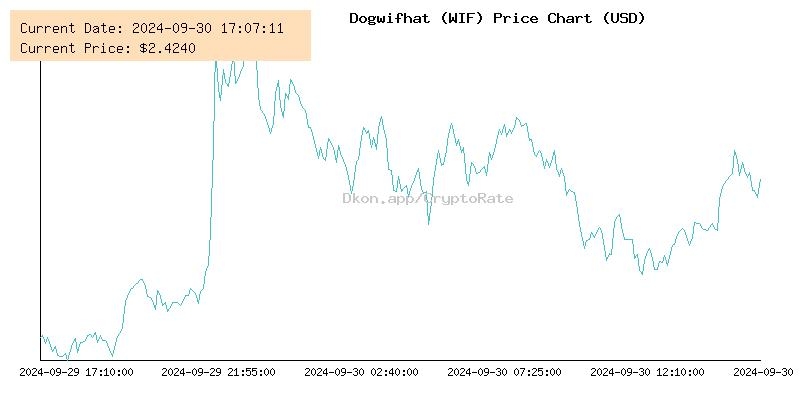 Dogwifhat (WIF) Price Chart (USD)
Current Date: 2024-09-30 17:07:11
Current Price: $2.4240
Dkon.app/CryptoRate
2024-09-29 17:10:00 2024-09-29 21:55:00 2024-09-30 02:40:00 2024-09-30 07:25:00 2024-09-30 12:10:00 2024-09-30